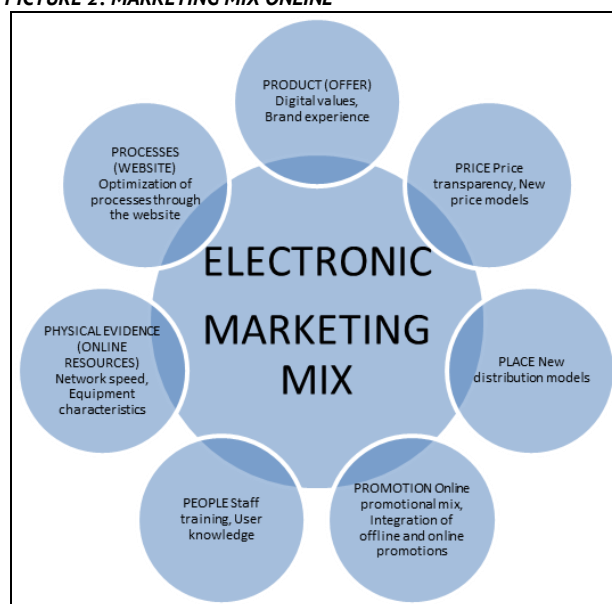 PICTURE 2: MARKETING MIX ONLINE
PRODUCT (OFFER)
Digital values,
Brand experience
PRICE Price
transparency, New
price models
PLACE New
distribution models
PROMOTION Online
promotional mix,
Integration of
offline and online
promotions
PEOPLE Staff
training, User
knowledge
PHYSICAL EVIDENCE
(ONLINE
RESOURCES)
Network speed,
Equipment
characteristics
PROCESSES
(WEBSITE)
Optimization of
processes through
the website
ELECTRONIC
MARKETING
MIX